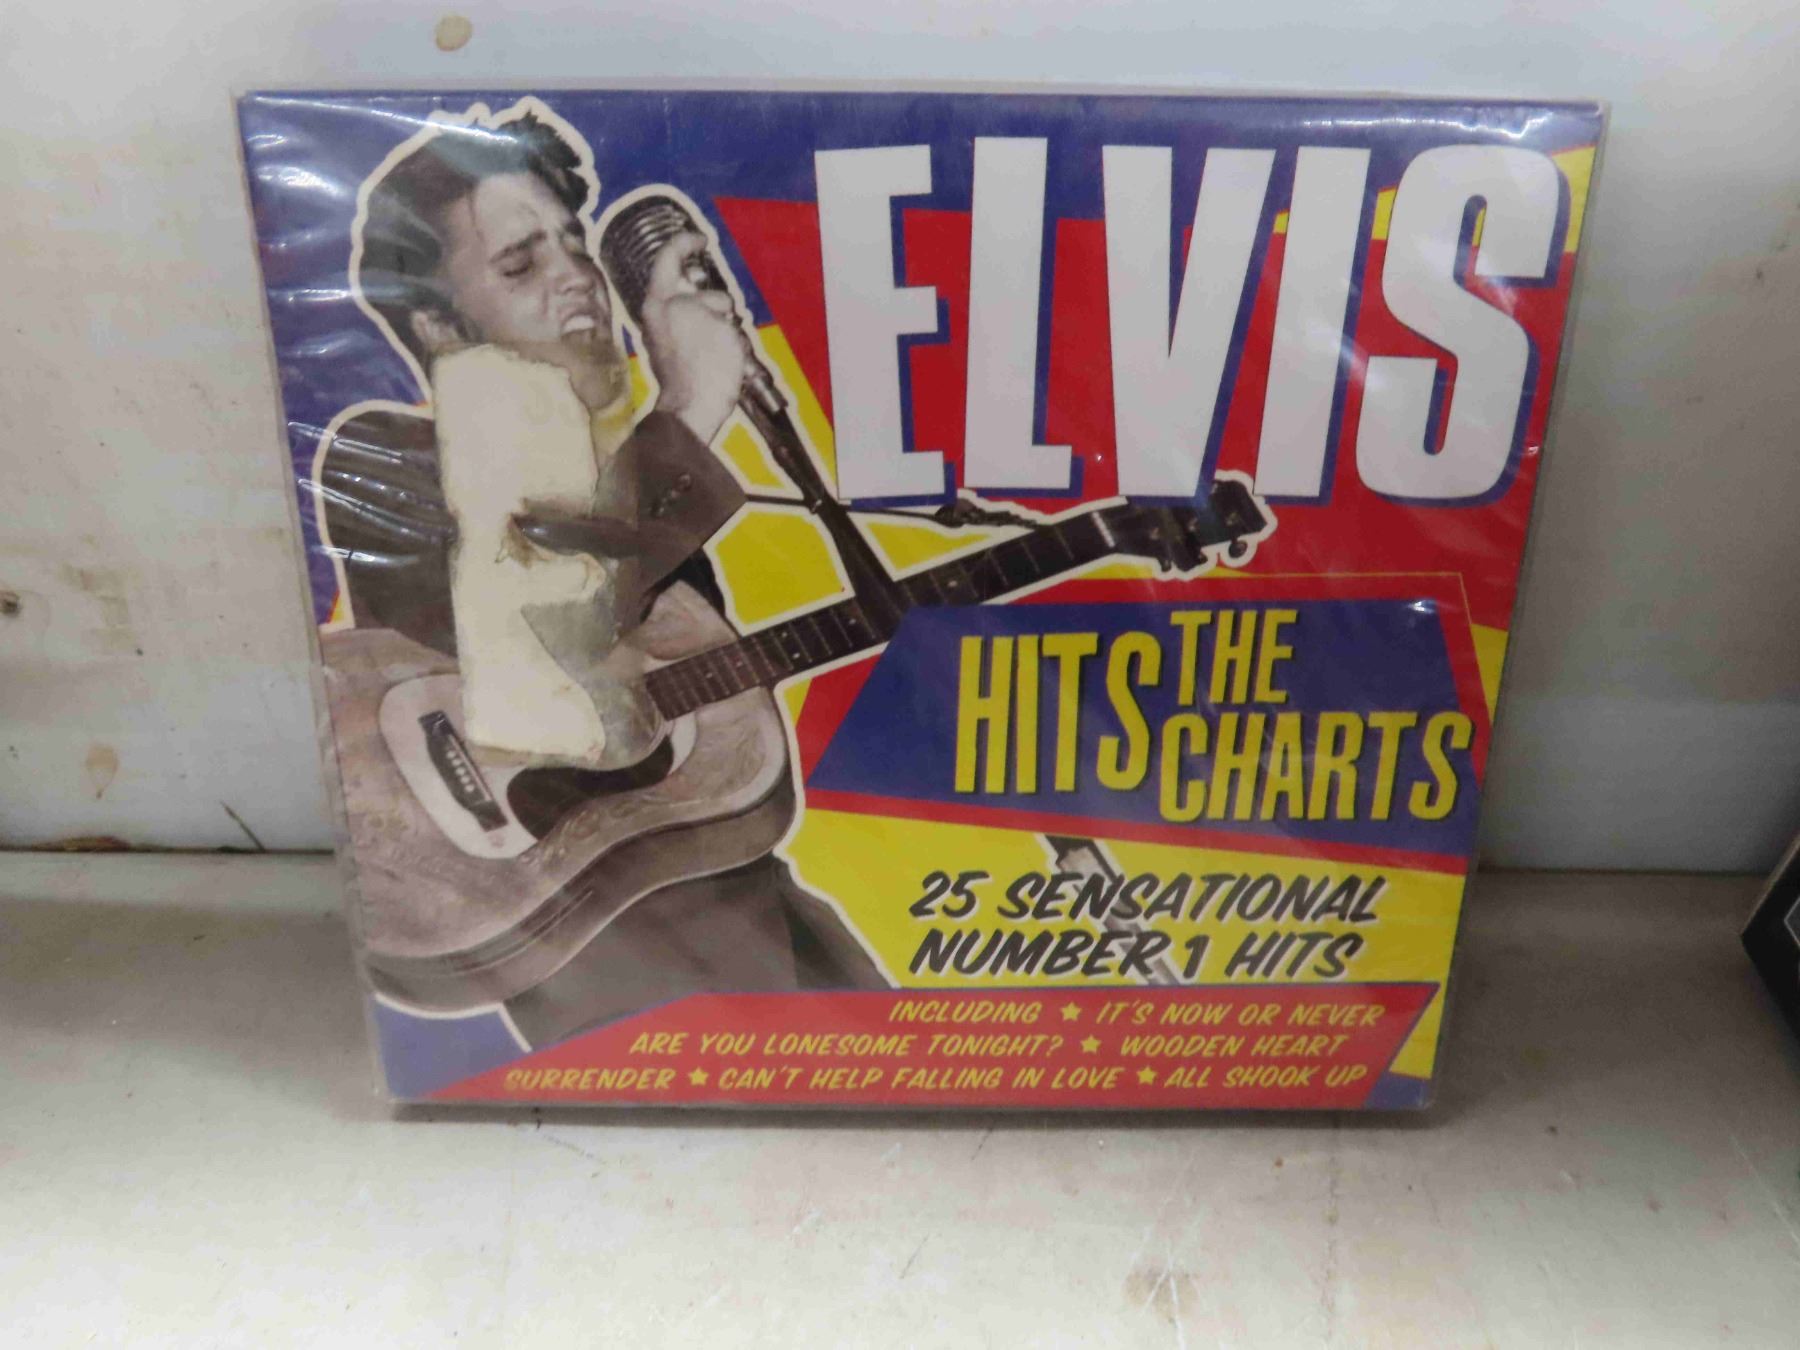 ELVIS
HITS THE CHARTS
25 SENSATIONAL
NUMBER 1 HITS
INCLUDING ★ IT'S NOW OR NEVER
ARE YOU LONESOME TONIGHT? ★ WOODEN HEART
SURRENDER ★ CAN'T HELP FALLING IN LOVE ★ ALL SHOOK UP